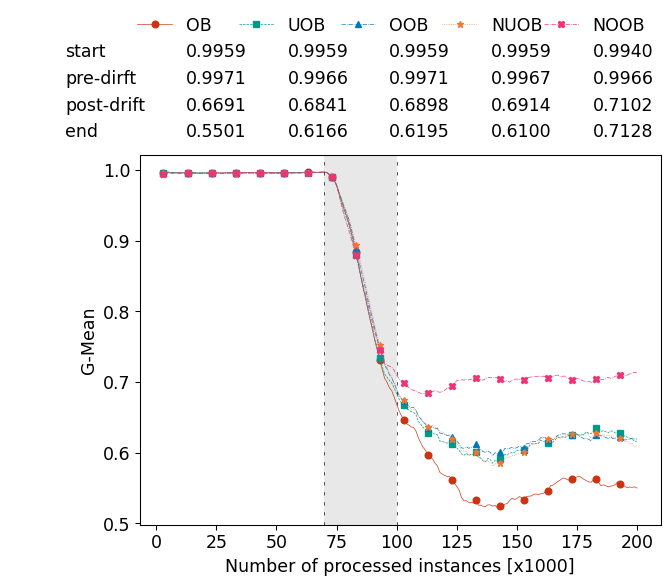 OB UOB OOB NUOB NOOB
start 0.9959 0.9959 0.9959 0.9959 0.9940
pre-dirft 0.9971 0.9966 0.9971 0.9967 0.9966
post-drift 0.6691 0.6841 0.6898 0.6914 0.7102
end 0.5501 0.6166 0.6195 0.6100 0.7128
1.0
0.9
0.8
0.7
0.6
0.5
G-Mean
0 25 50 75 100 125 150 175 200
Number of processed instances [x1000]